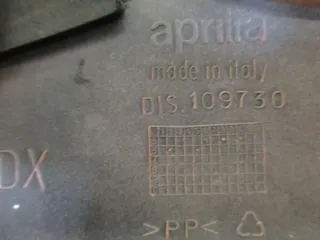 aprilia
made in italy
DIS.109730
DX
>PP<